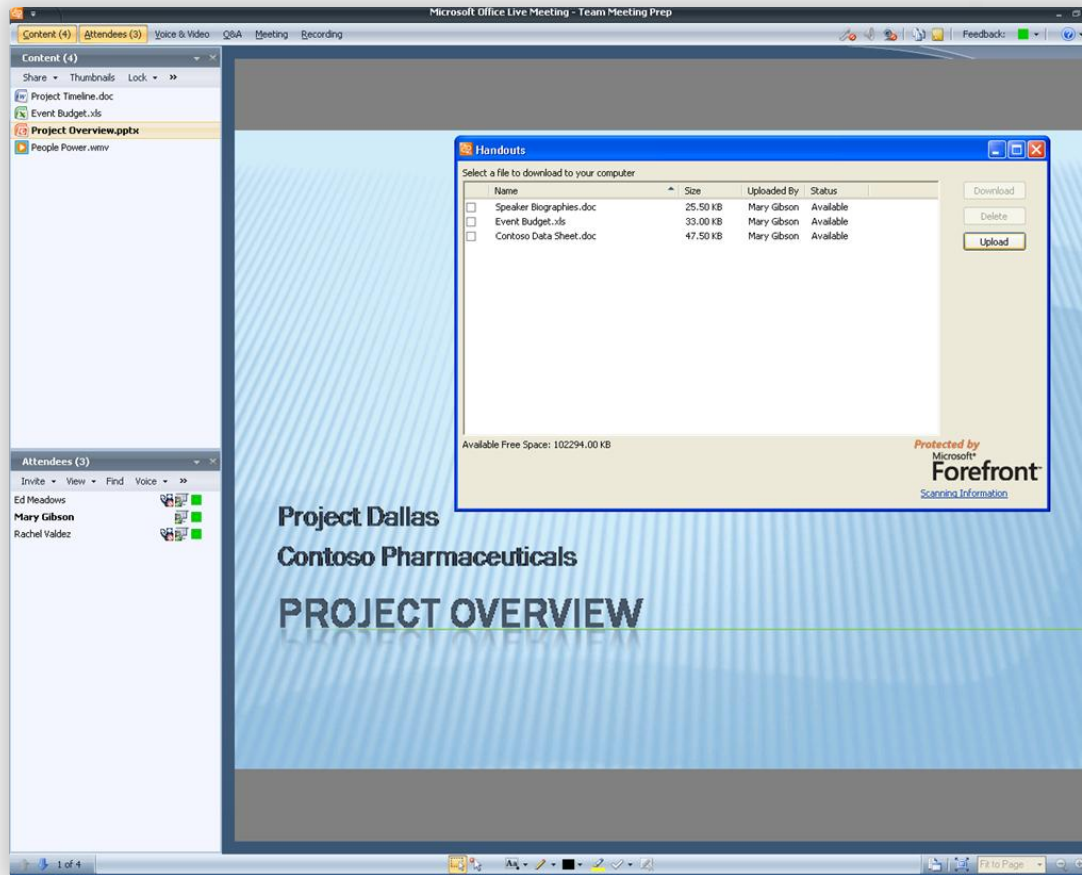 Microsoft Office Live Meeting - Team Meeting Prep
Content (4) Attendees (3) Voice & Video Q&A Meeting Recording Feedback:
Content (4)
Share Thumbnails Lock
Project Timeline.doc
Event Budget.xls
Project Overview.pptx
People Power.wmv
Attendees (3)
Invite View Find Voice
Ed Meadows
Mary Gibson
Rachel Valdez
Handouts
Select a file to download to your computer
Name Size Uploaded By Status
Speaker Biographies.doc 25.50 KB Mary Gibson Available
Event Budget.xls 33.00 KB Mary Gibson Available
Contoso Data Sheet.doc 47.50 KB Mary Gibson Available
Download
Delete
Upload
Available Free Space: 102294.00 KB
Protected by
Microsoft®
Forefront™
Scanning Information
Project Dallas
Contoso Pharmaceuticals
PROJECT OVERVIEW
1 of 4 Aa Fit to Page